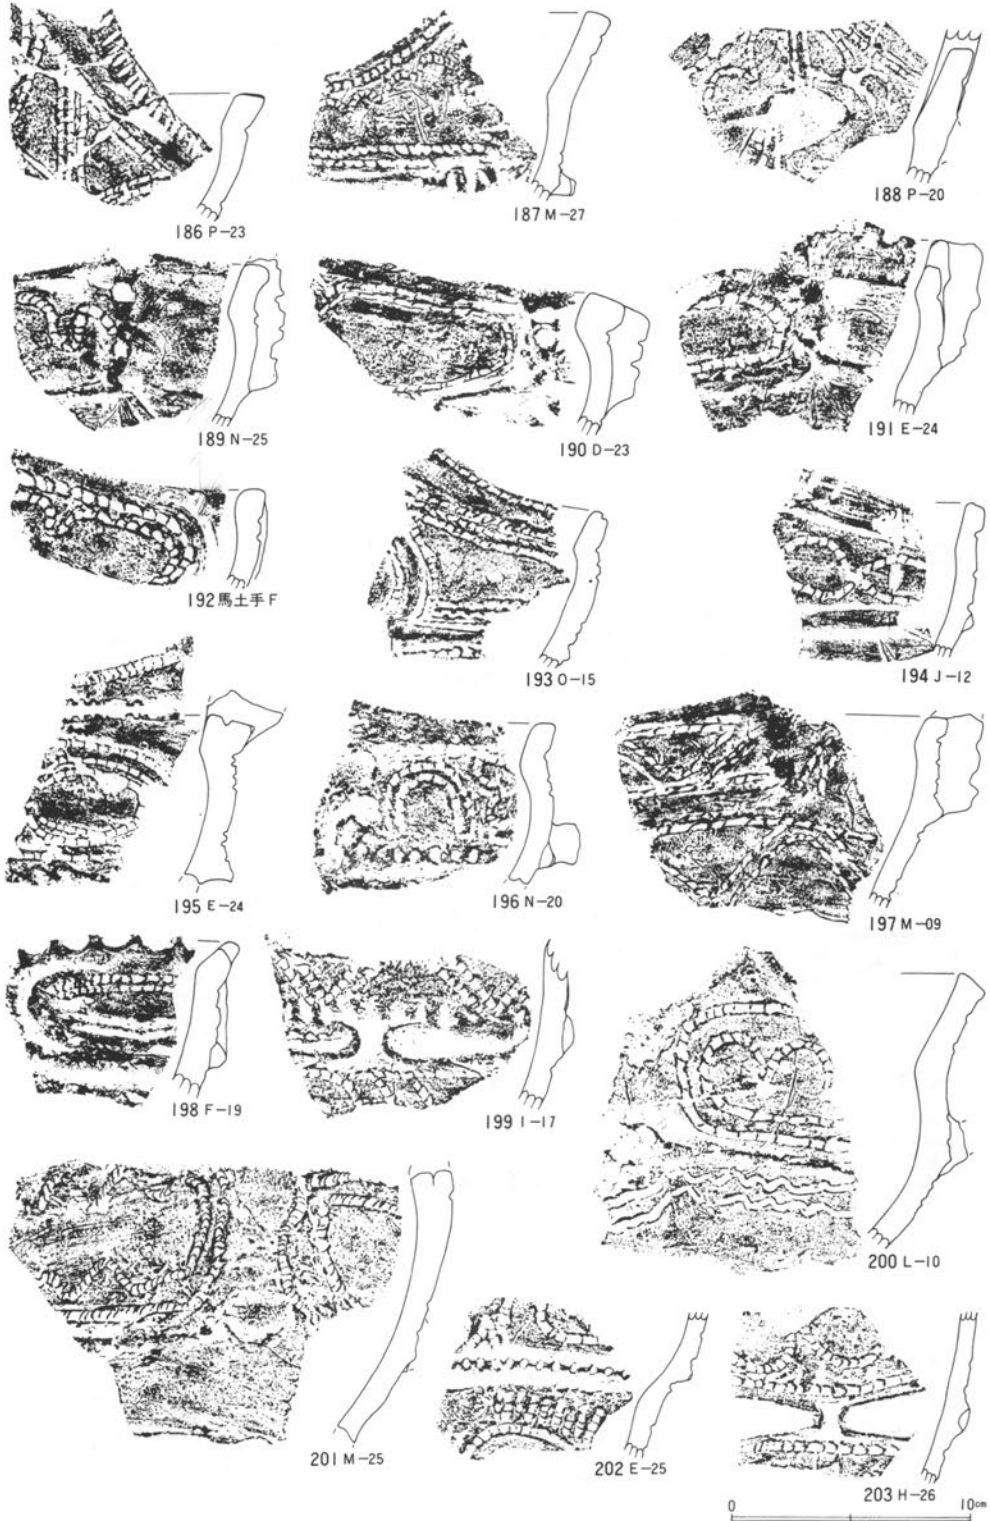 186 P-23
187 M-27
188 P-20
189 N-25
190 D-23
191 E-24
192 馬土手 F
193 O-15
194 J-12
195 E-24
196 N-20
197 M-09
198 F-19
199 I-17
200 L-10
201 M-25
202 E-25
203 H-26
0 10cm